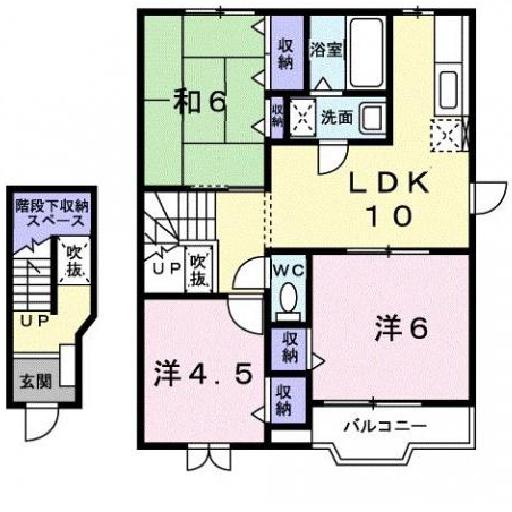 収納
浴室
和6
収納
洗面
LDK
10
階段下収納
スペース
吹抜
UP
玄関
UP
吹抜
WC
洋6
収納
洋4.5
収納
バルコニー